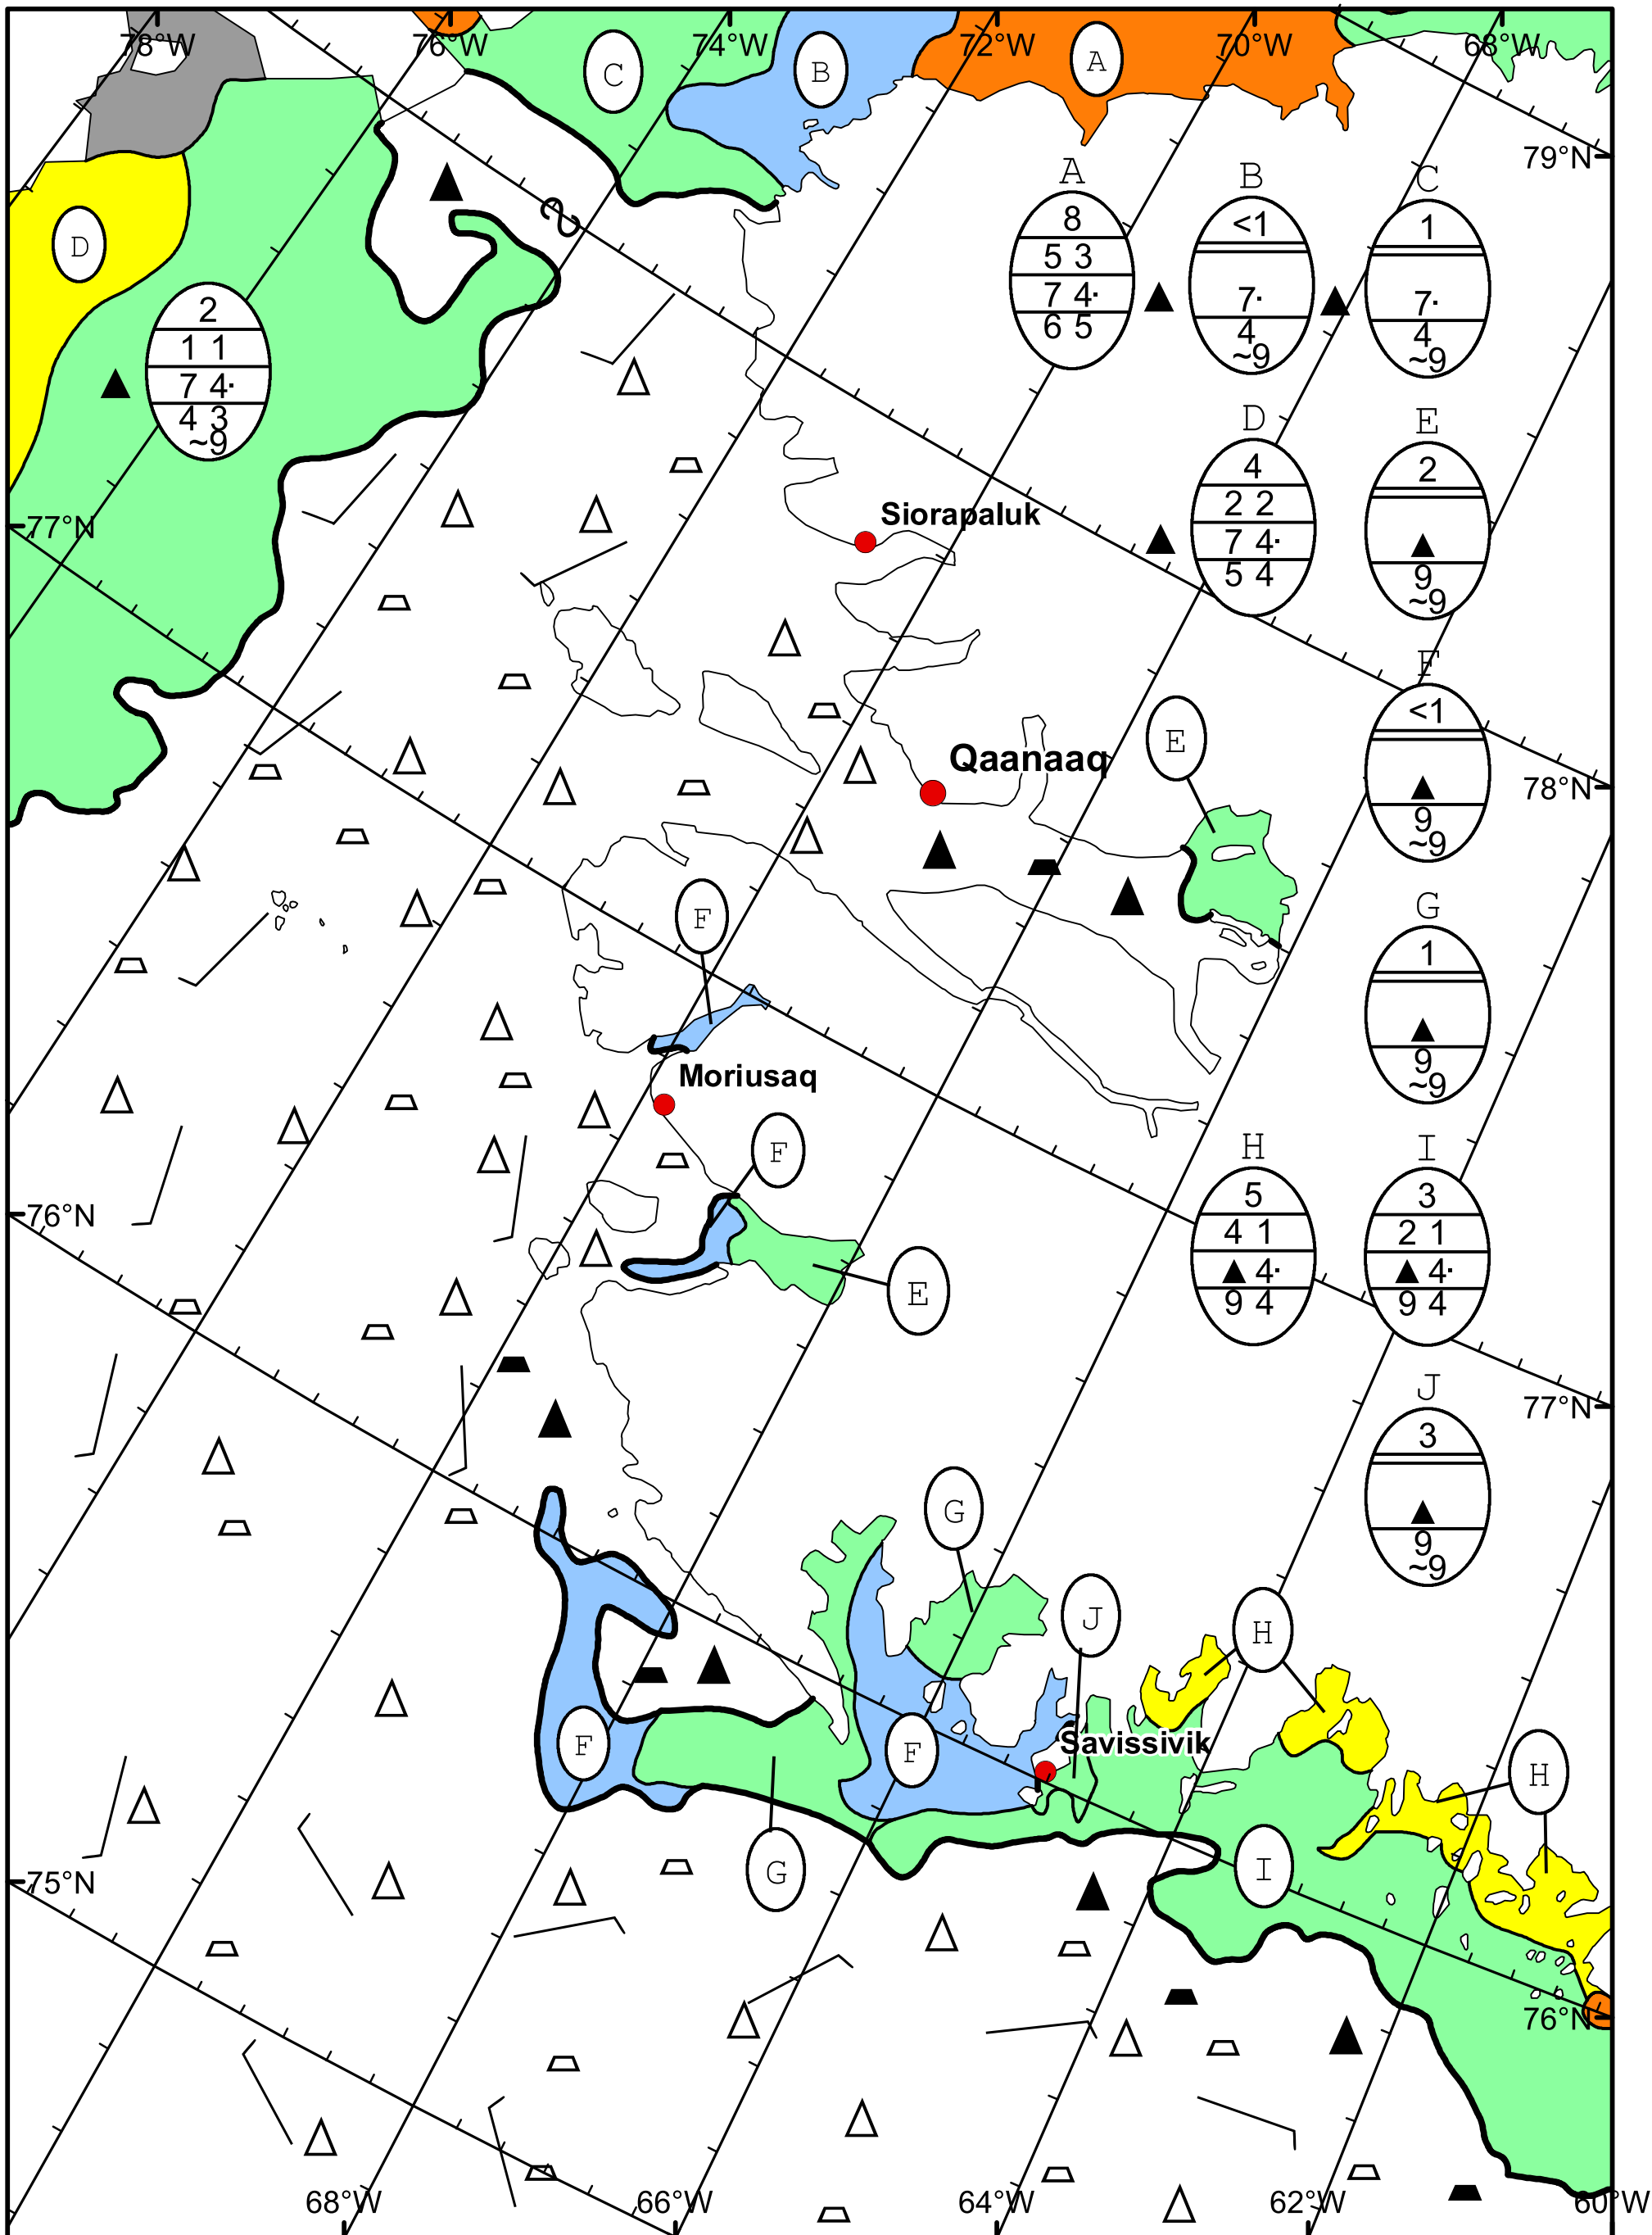 78°W 76°W 74°W 72°W 70°W 68°W
C B A
79°N
A B C
8 <1 1
5 3
7 4· 7· 7·
6 5 4 4
~9 ~9
D
2
1 1
7 4·
4 3
~9
D E
4 2
2 2
7 4·
5 4 9
~9
77°N
Siorapaluk
F
<1
9
~9
E
Qaanaaq
78°N
F
G
1
9
~9
Moriusaq
F
H I
5 3
4 1 2 1
4· 4·
9 4 9 4
76°N
E
J
3
9
~9
77°N
G
J
H
F
F
Savissivik
H
G
I
75°N
76°N
68°W 66°W 64°W 62°W 60°W